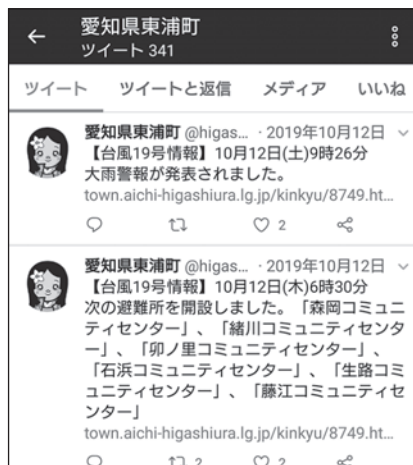 愛知県東浦町
ツイート 341
ツイート ツイートと返信 メディア いいね
愛知県東浦町 @higas... · 2019年10月12日
【台風19号情報】10月12日(土)9時26分
大雨警報が発表されました。
town.aichi-higashiura.lg.jp/kinkyu/8749.ht...
2
愛知県東浦町 @higas... · 2019年10月12日
【台風19号情報】10月12日(木)6時30分
次の避難所を開設しました。「森岡コミュニ
ティセンター」、「緒川コミュニティセンタ
ー」、「卯ノ里コミュニティセンター」、
「石浜コミュニティセンター」、「生路コミ
ュニティセンター」、「藤江コミュニティセ
ンター」
town.aichi-higashiura.lg.jp/kinkyu/8749.ht...
2 2